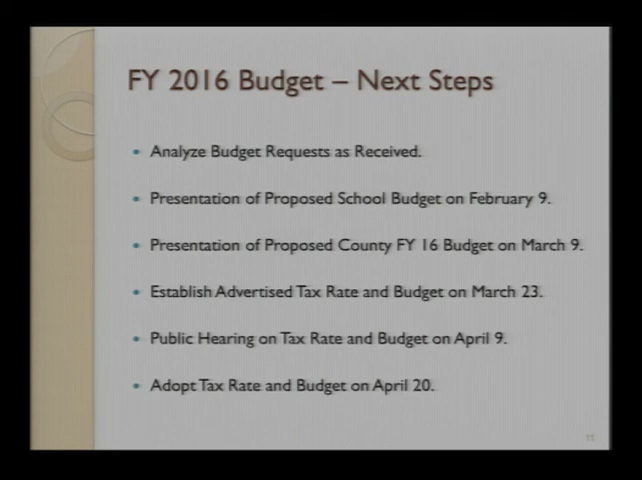 FY 2016 Budget – Next Steps
• Analyze Budget Requests as Received.
• Presentation of Proposed School Budget on February 9.
• Presentation of Proposed County FY 16 Budget on March 9.
• Establish Advertised Tax Rate and Budget on March 23.
• Public Hearing on Tax Rate and Budget on April 9.
• Adopt Tax Rate and Budget on April 20.